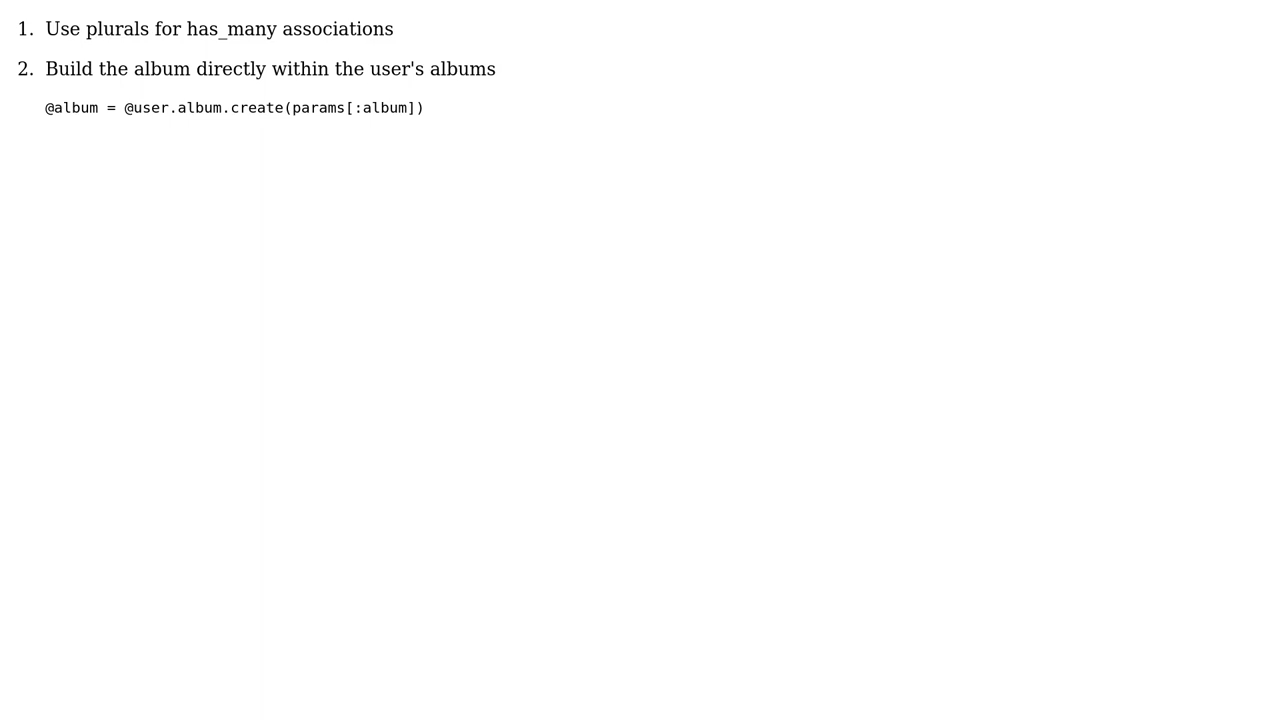 1. Use plurals for has_many associations
2. Build the album directly within the user's albums
@album = @user.album.create(params[:album])